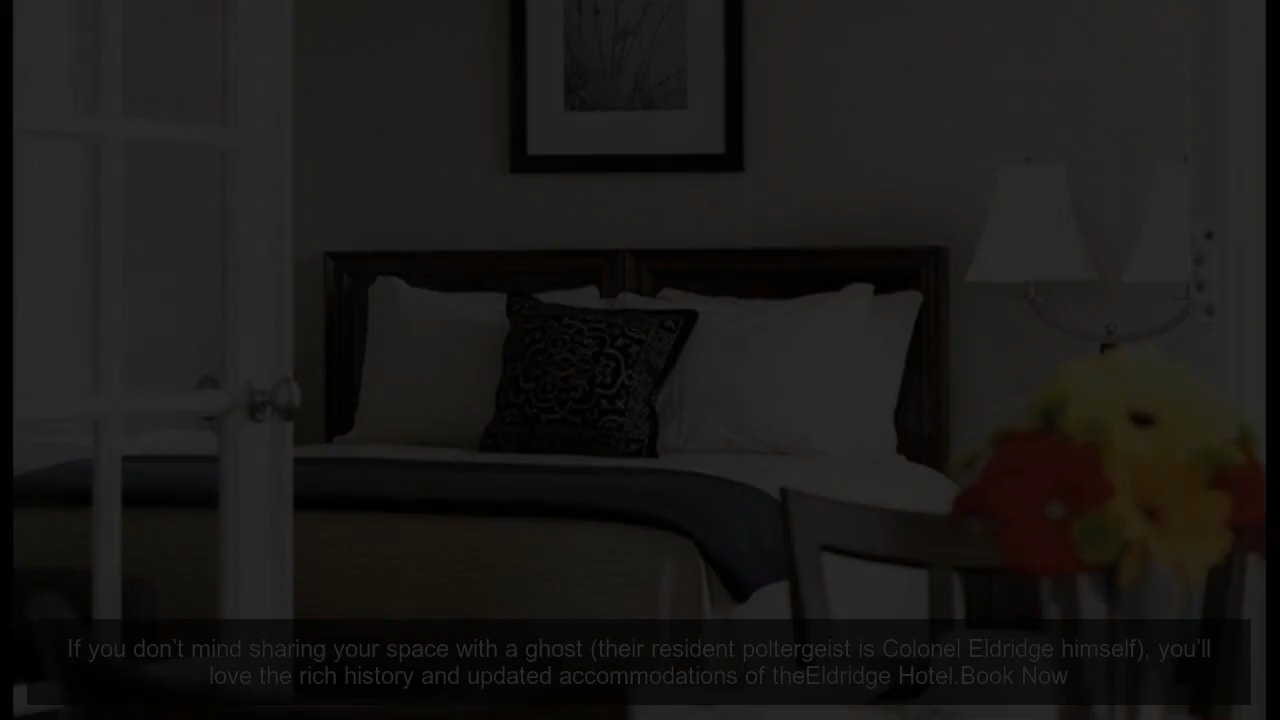 If you don’t mind sharing your space with a ghost (their resident poltergeist is Colonel Eldridge himself), you’ll
love the rich history and updated accommodations of theEldridge Hotel.Book Now